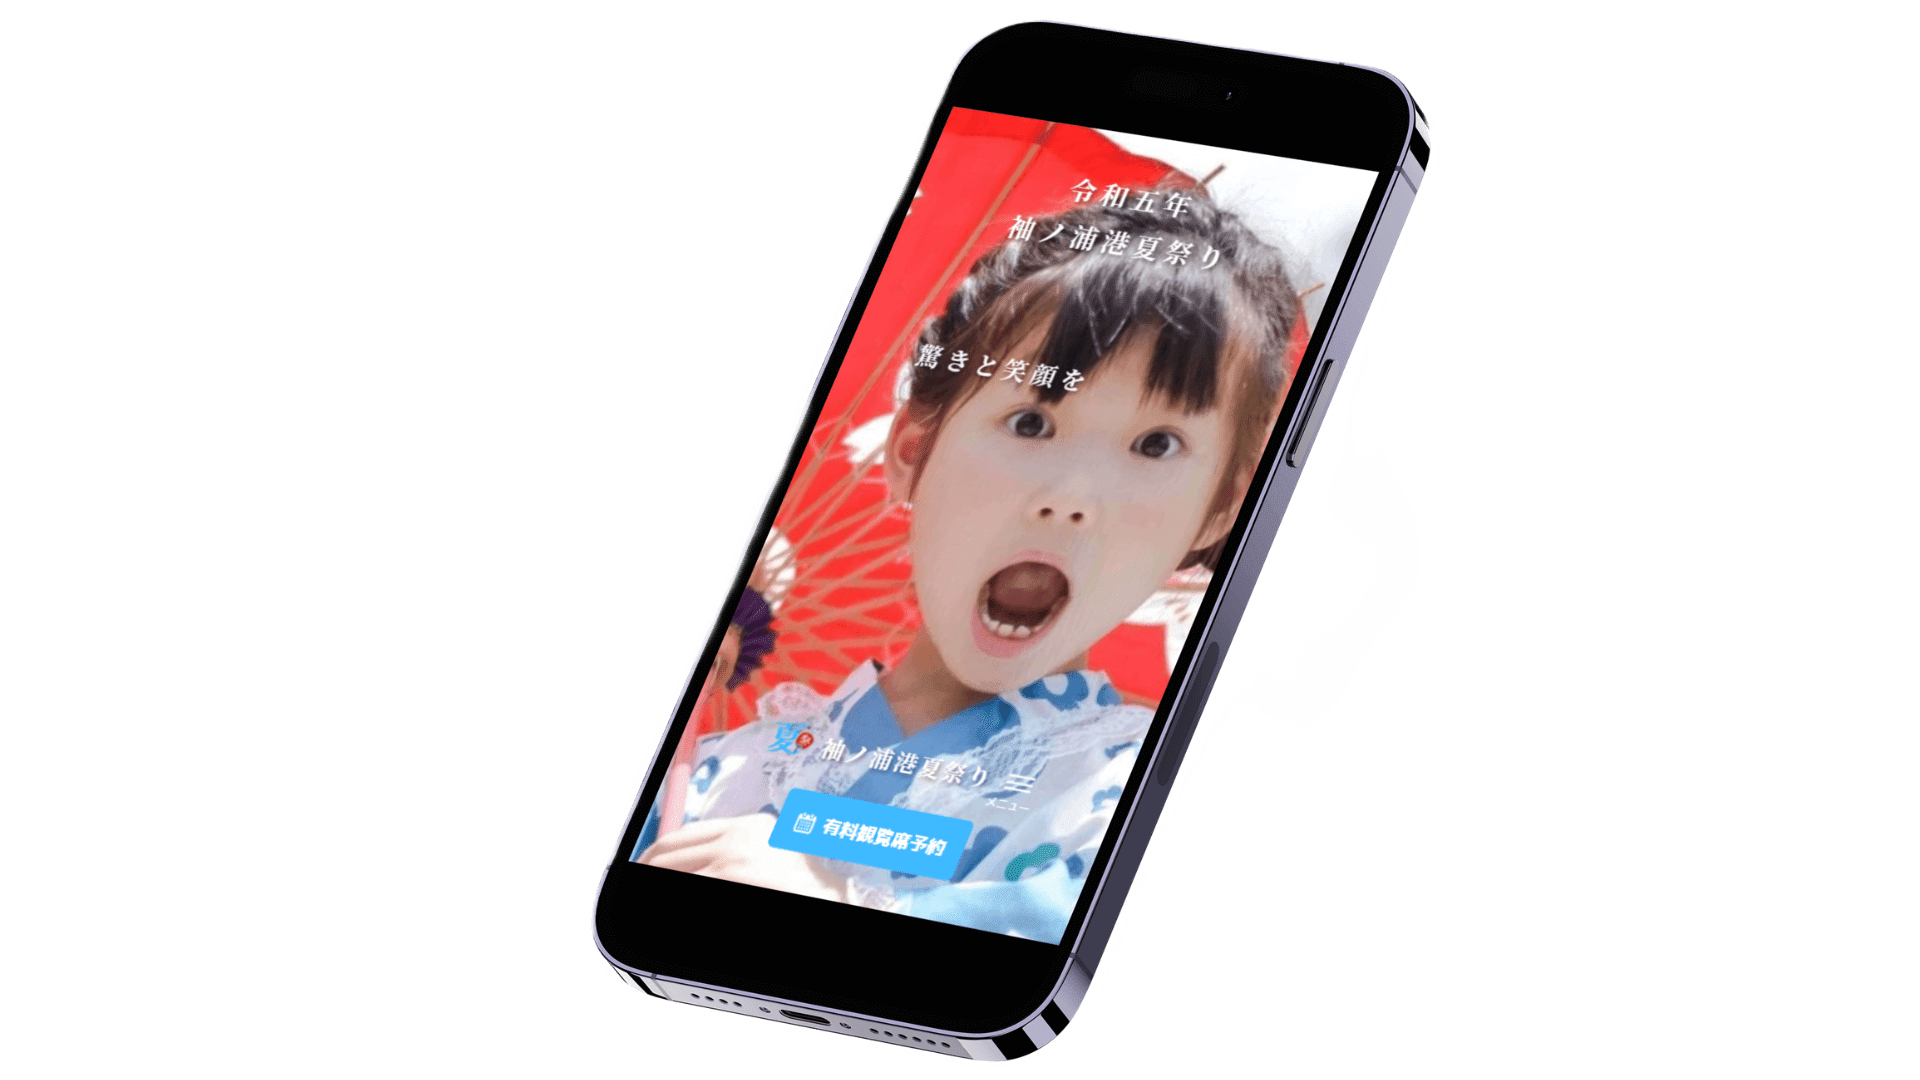 令和五年
袖ノ浦港夏祭り
驚きと笑顔を
夏祭
袖ノ浦港夏祭り
メニュー
有料観覧席予約